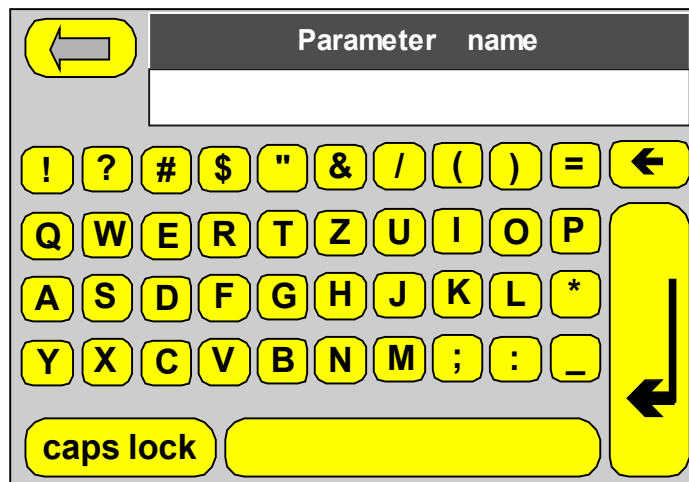 Parameter name
! ? # $ " & / ( ) =
Q W E R T Z U I O P
A S D F G H J K L *
Y X C V B N M ; : _
caps lock